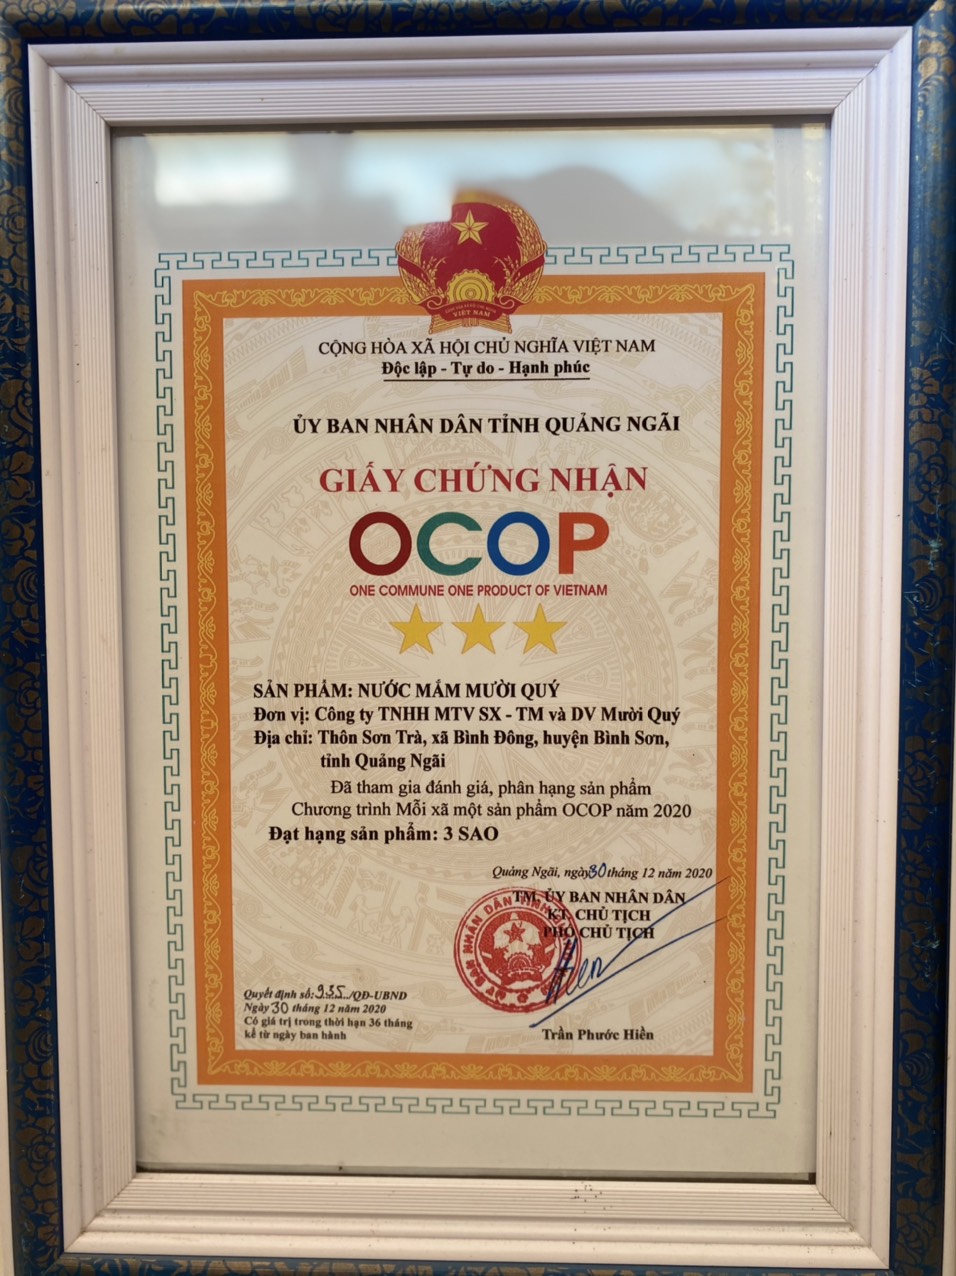 VIỆT NAM
CỘNG HÒA XÃ HỘI CHỦ NGHĨA VIỆT NAM
Độc lập - Tự do - Hạnh phúc
ỦY BAN NHÂN DÂN TỈNH QUẢNG NGÃI
GIẤY CHỨNG NHẬN
OCOP
ONE COMMUNE ONE PRODUCT OF VIETNAM
SẢN PHẨM: NƯỚC MẮM MƯỜI QUÝ
Đơn vị: Công ty TNHH MTV SX - TM và DV Mười Quý
Địa chỉ: Thôn Sơn Trà, xã Bình Đông, huyện Bình Sơn,
tỉnh Quảng Ngãi
Đã tham gia đánh giá, phân hạng sản phẩm
Chương trình Mỗi xã một sản phẩm OCOP năm 2020
Đạt hạng sản phẩm: 3 SAO
Quảng Ngãi, ngày 30 tháng 12 năm 2020
TM. ỦY BAN NHÂN DÂN
KT. CHỦ TỊCH
PHÓ CHỦ TỊCH
Hien
Trần Phước Hiền
Quyết định số: 935../QĐ-UBND
Ngày 30 tháng 12 năm 2020
Có giá trị trong thời hạn 36 tháng
kể từ ngày ban hành